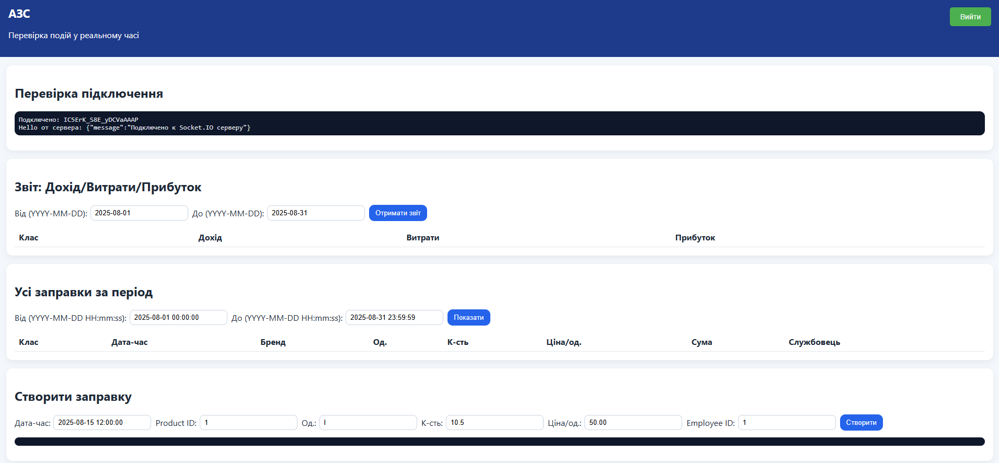 АЗС
Вийти
Перевірка подій у реальному часі
Перевірка підключення
Подключено: IC5ErK_S8E_yDCVaAAAP
Hello от сервера: {"message":"Подключено к Socket.IO серверу"}
Звіт: Дохід/Витрати/Прибуток
Від (YYYY-MM-DD): 2025-08-01 До (YYYY-MM-DD): 2025-08-31 Отримати звіт
Клас Дохід Витрати Прибуток
Усі заправки за період
Від (YYYY-MM-DD HH:mm:ss): 2025-08-01 00:00:00 До (YYYY-MM-DD HH:mm:ss): 2025-08-31 23:59:59 Показати
Клас Дата-час Бренд Од. К-сть Ціна/од. Сума Службовець
Створити заправку
Дата-час: 2025-08-15 12:00:00 Product ID: 1 Од.: l К-сть: 10.5 Ціна/од.: 50.00 Employee ID: 1 Створити